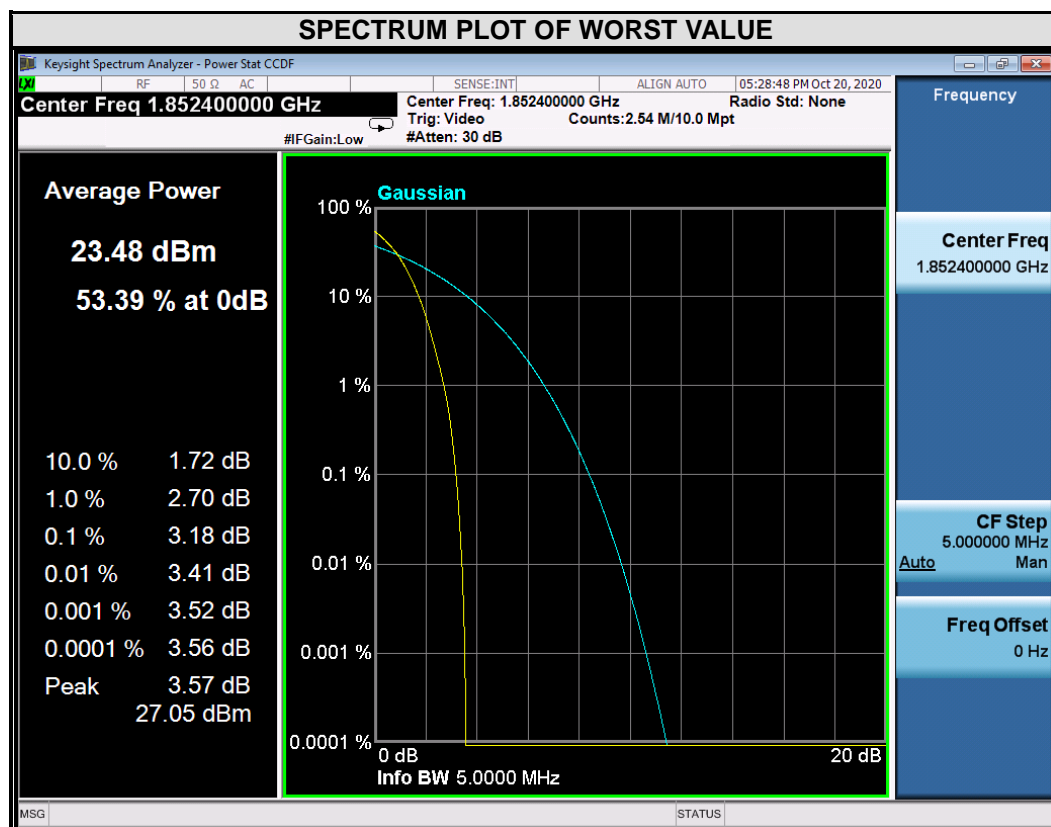 SPECTRUM PLOT OF WORST VALUE
Keysight Spectrum Analyzer - Power Stat CCDF
LXI RF 50 Ω AC SENSE:INT ALIGN AUTO 05:28:48 PM Oct 20, 2020
Center Freq 1.852400000 GHz
Center Freq: 1.852400000 GHz Radio Std: None
Trig: Video Counts:2.54 M/10.0 Mpt
#IFGain:Low #Atten: 30 dB
Frequency
Average Power
23.48 dBm
53.39 % at 0dB
10.0 % 1.72 dB
1.0 % 2.70 dB
0.1 % 3.18 dB
0.01 % 3.41 dB
0.001 % 3.52 dB
0.0001 % 3.56 dB
Peak 3.57 dB
27.05 dBm
Gaussian
100 %
10 %
1 %
0.1 %
0.01 %
0.001 %
0.0001 %
0 dB 20 dB
Info BW 5.0000 MHz
Center Freq
1.852400000 GHz
CF Step
5.000000 MHz
Auto Man
Freq Offset
0 Hz
MSG STATUS